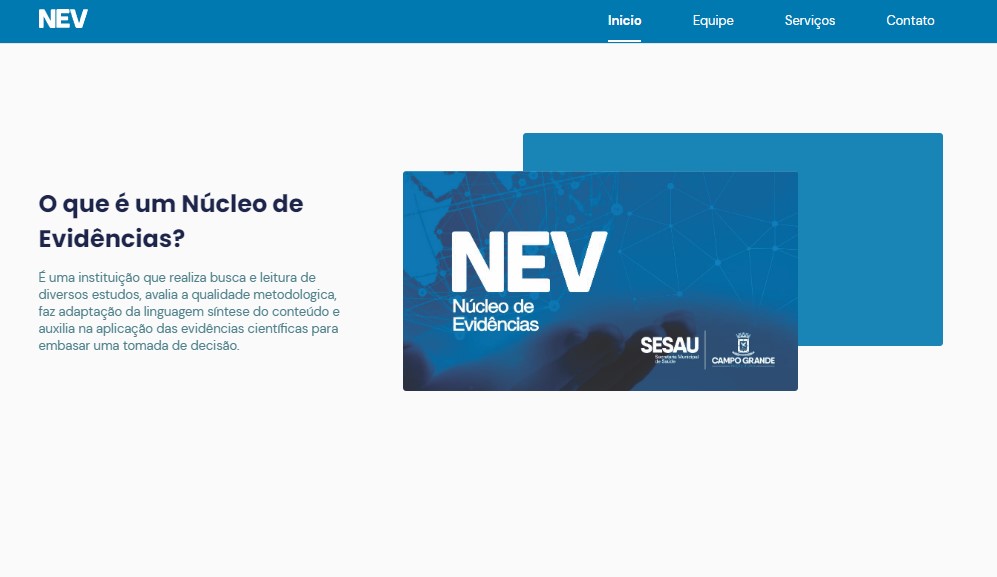 NEV
Inicio Equipe Serviços Contato
O que é um Núcleo de
Evidências?
É uma instituição que realiza busca e leitura de
diversos estudos, avalia a qualidade metodologica,
faz adaptação da linguagem síntese do conteúdo e
auxilia na aplicação das evidências científicas para
embasar uma tomada de decisão.
NEV
Núcleo de
Evidências
SESAU
Secretaria Municipal
de Saúde
CAMPO GRANDE